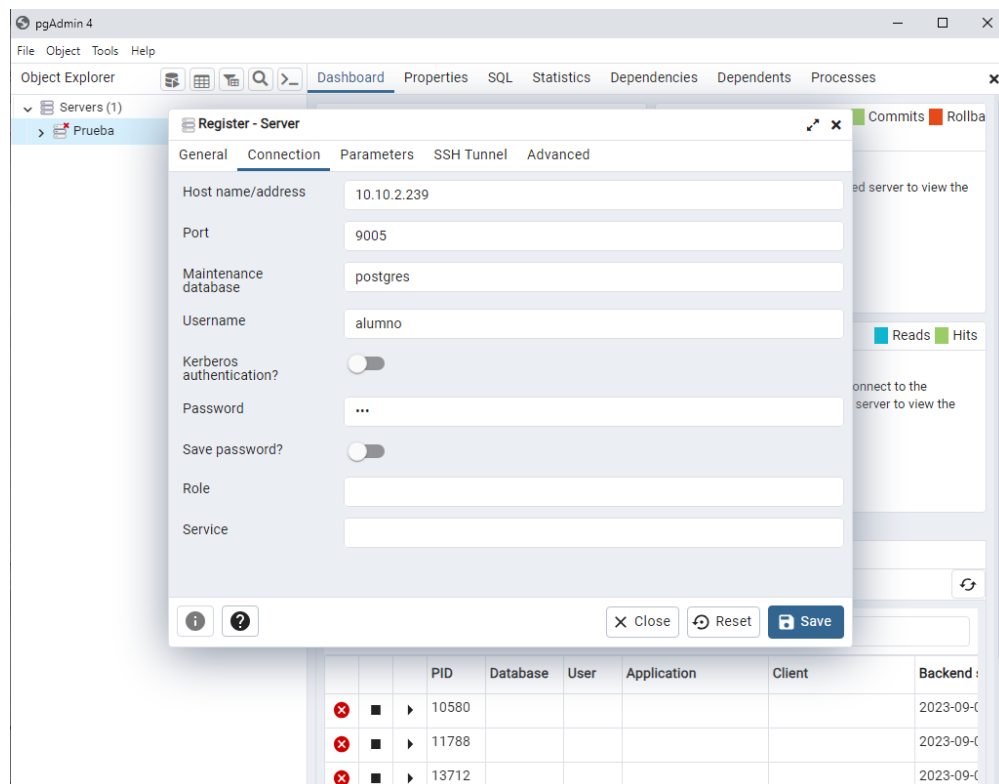 pgAdmin 4
File Object Tools Help
Object Explorer
Dashboard Properties SQL Statistics Dependencies Dependents Processes
Servers (1)
Prueba
Commits Rollba
ed server to view the
Reads Hits
onnect to the
server to view the
Register - Server
General Connection Parameters SSH Tunnel Advanced
Host name/address 10.10.2.239
Port 9005
Maintenance
database
postgres
Username alumno
Kerberos
authentication?
Password •••
Save password?
Role
Service
Close Reset Save
PID Database User Application Client Backend s
10580 2023-09-0
11788 2023-09-0
13712 2023-09-0